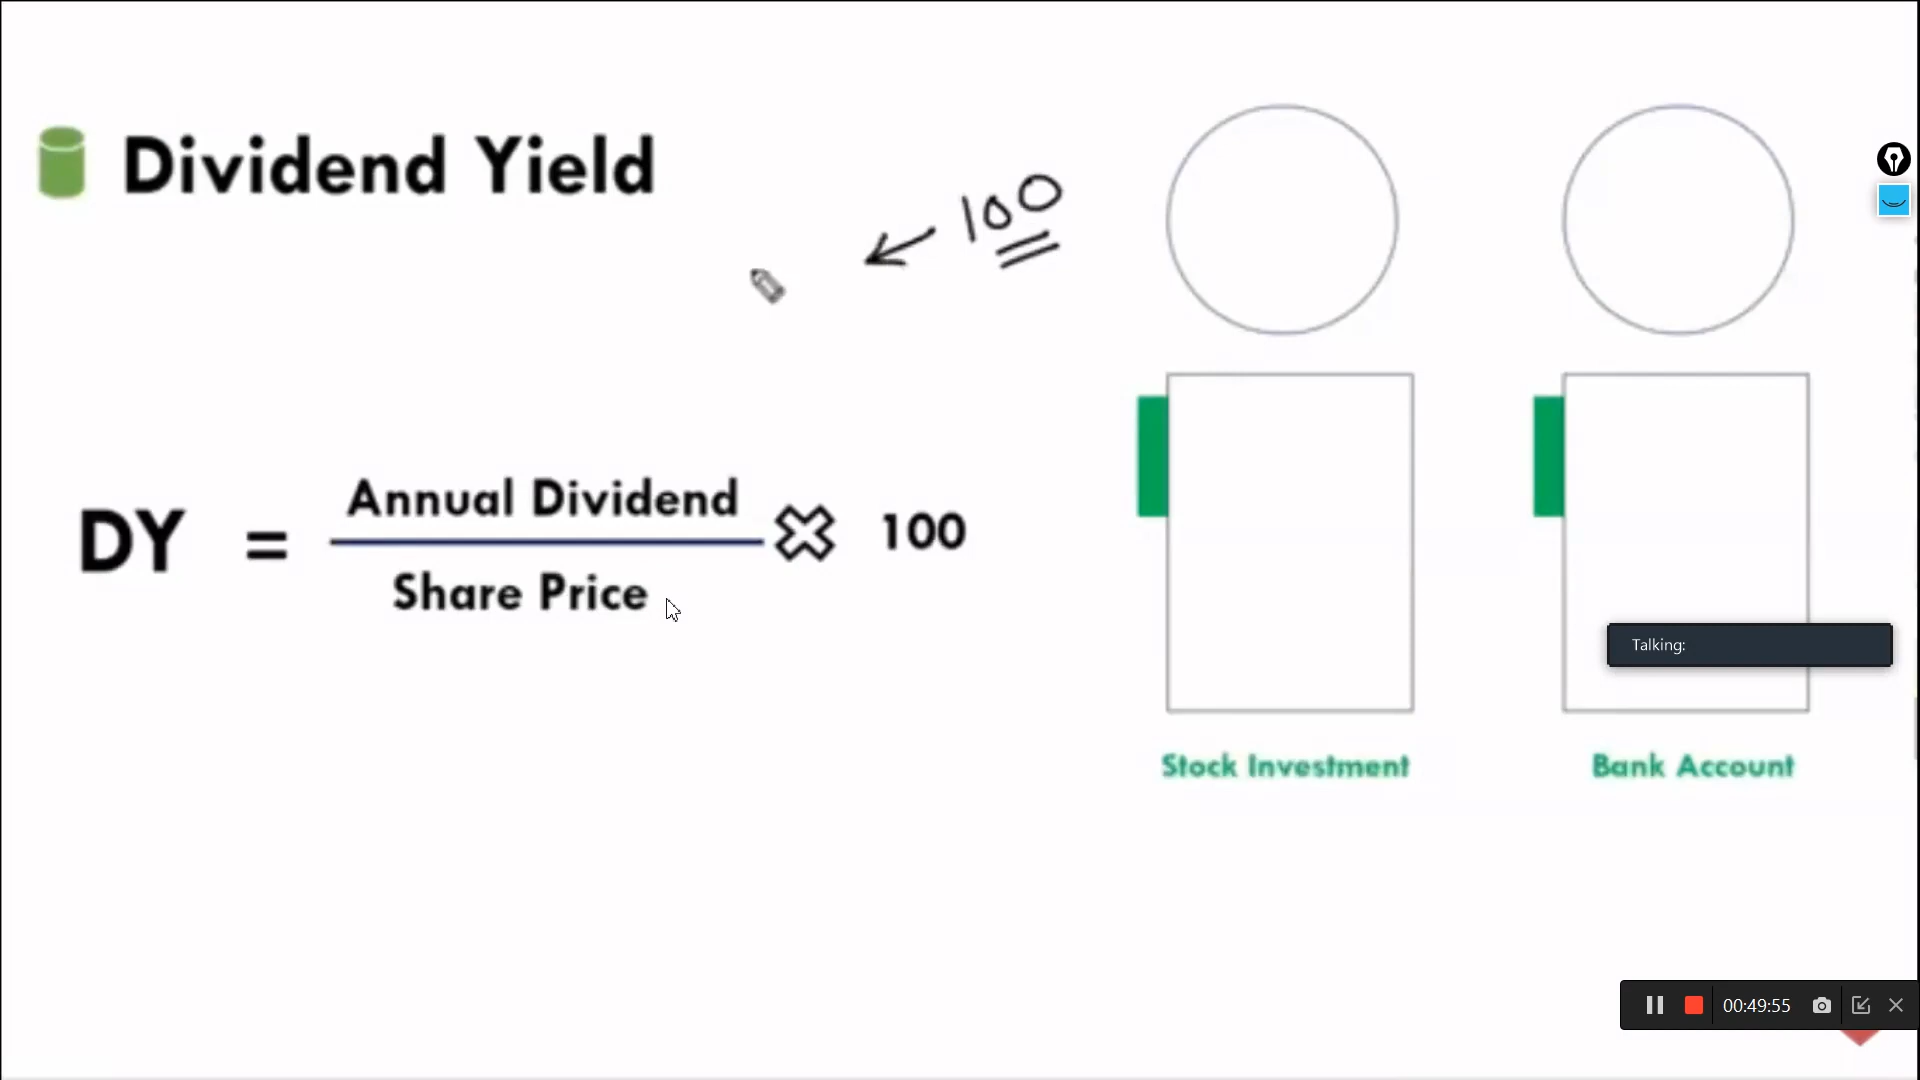 Dividend Yield
100
DY = Annual Dividend
Share Price
100
Stock Investment
Bank Account
Talking:
00:49:55